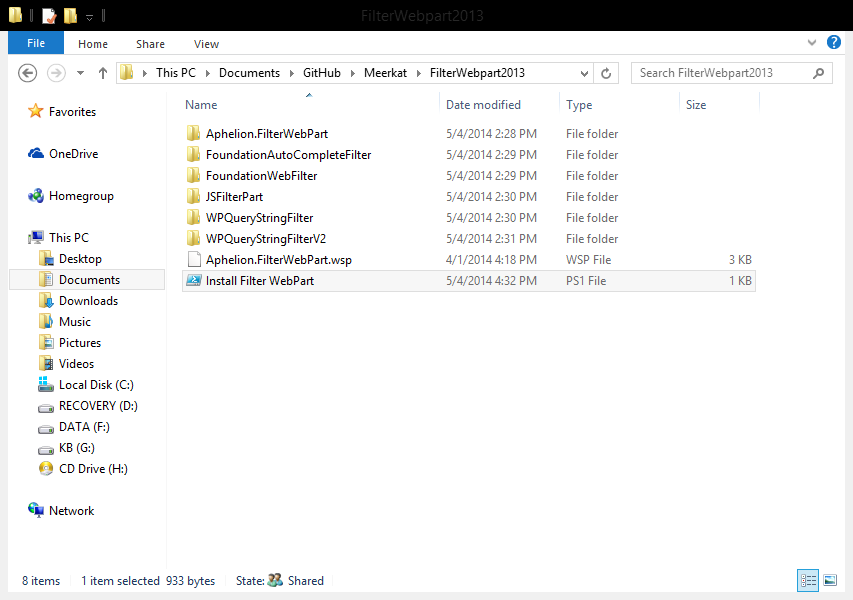 FilterWebpart2013
File Home Share View
This PC Documents GitHub Meerkat FilterWebpart2013 Search FilterWebpart2013
Favorites
OneDrive
Homegroup
This PC
Desktop
Documents
Downloads
Music
Pictures
Videos
Local Disk (C:)
RECOVERY (D:)
DATA (F:)
KB (G:)
CD Drive (H:)
Network
Name Date modified Type Size
Aphelion.FilterWebPart 5/4/2014 2:28 PM File folder
FoundationAutoCompleteFilter 5/4/2014 2:29 PM File folder
FoundationWebFilter 5/4/2014 2:29 PM File folder
JSFilterPart 5/4/2014 2:30 PM File folder
WPQueryStringFilter 5/4/2014 2:30 PM File folder
WPQueryStringFilterV2 5/4/2014 2:31 PM File folder
Aphelion.FilterWebPart.wsp 4/1/2014 4:18 PM WSP File 3 KB
Install Filter WebPart 5/4/2014 4:32 PM PS1 File 1 KB
8 items 1 item selected 933 bytes State: Shared